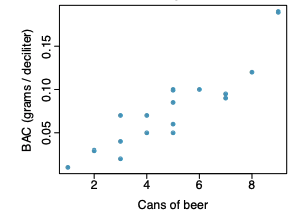 BAC (grams / deciliter)
0.15
0.10
0.05
2 4 6 8
Cans of beer